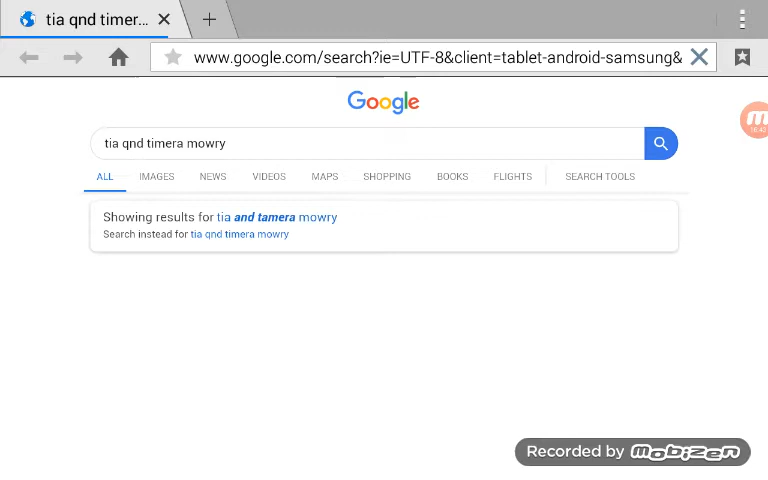 tia qnd timer...
www.google.com/search?ie=UTF-8&client=tablet-android-samsung&
Google
tia qnd timera mowry
ALL IMAGES NEWS VIDEOS MAPS SHOPPING BOOKS FLIGHTS SEARCH TOOLS
Showing results for tia and tamera mowry
Search instead for tia qnd timera mowry
Recorded by mobizen